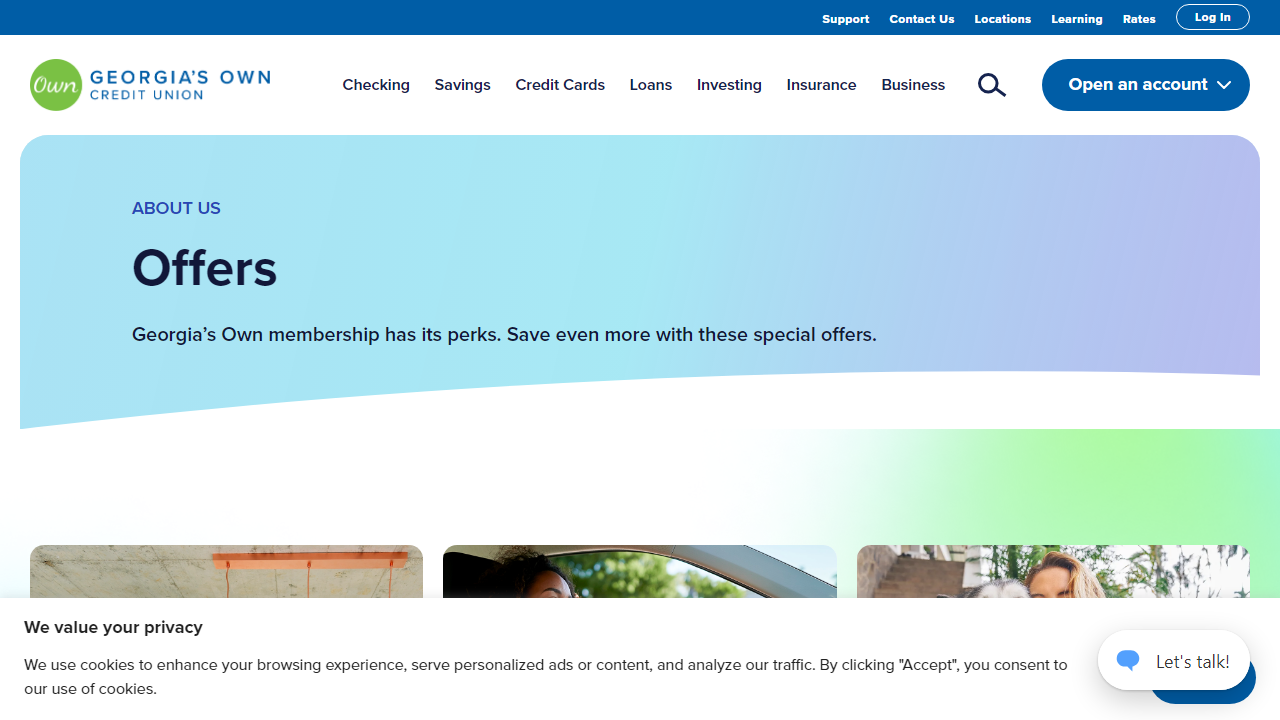 Support Contact Us Locations Learning Rates Log In
Own GEORGIA'S OWN
CREDIT UNION
Checking Savings Credit Cards Loans Investing Insurance Business Open an account
ABOUT US
Offers
Georgia’s Own membership has its perks. Save even more with these special offers.
We value your privacy
We use cookies to enhance your browsing experience, serve personalized ads or content, and analyze our traffic. By clicking "Accept", you consent to
our use of cookies.
Let's talk!